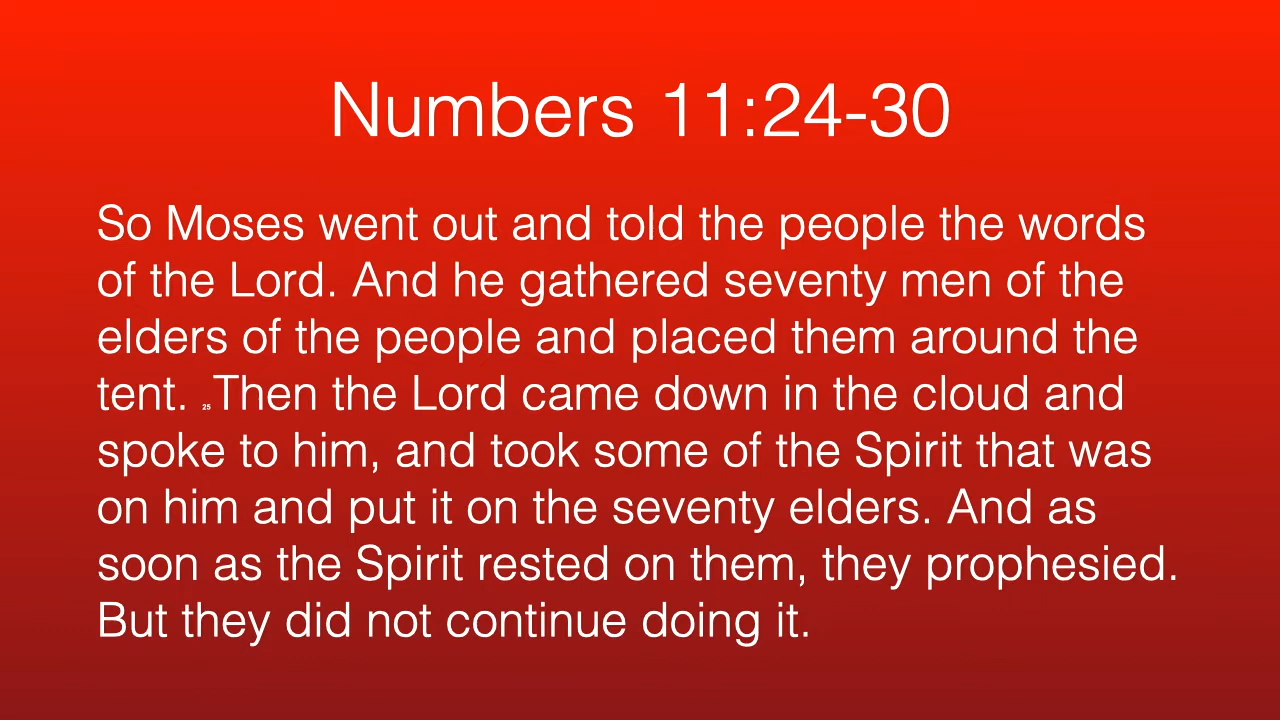 Numbers 11:24-30
So Moses went out and told the people the words
of the Lord. And he gathered seventy men of the
elders of the people and placed them around the
tent. 25 Then the Lord came down in the cloud and
spoke to him, and took some of the Spirit that was
on him and put it on the seventy elders. And as
soon as the Spirit rested on them, they prophesied.
But they did not continue doing it.